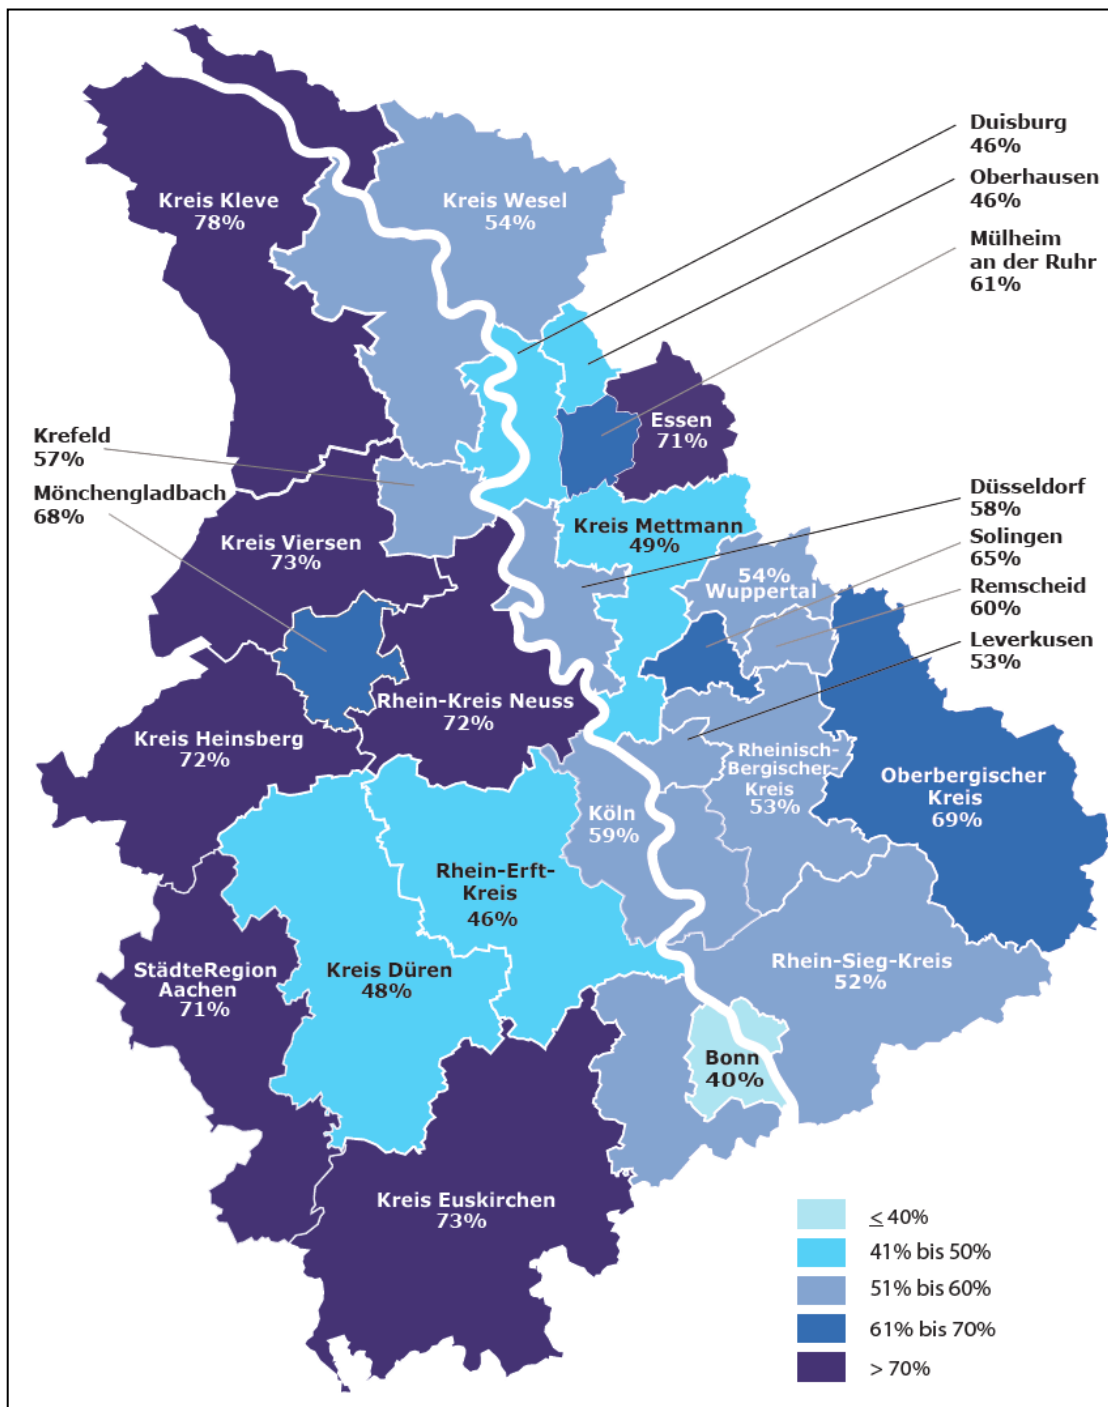 Duisburg
46%
Oberhausen
46%
Mülheim
an der Ruhr
61%
Kreis Kleve
78%
Kreis Wesel
54%
Essen
71%
Krefeld
57%
Mönchengladbach
68%
Düsseldorf
58%
Solingen
65%
Remscheid
60%
Leverkusen
53%
Kreis Viersen
73%
Kreis Mettmann
49%
54%
Wuppertal
Rhein-Kreis Neuss
72%
Kreis Heinsberg
72%
Rheinisch-
Bergischer-
Kreis
53%
Oberbergischer
Kreis
69%
Köln
59%
Rhein-Erft-
Kreis
46%
StädteRegion
Aachen
71%
Kreis Düren
48%
Rhein-Sieg-Kreis
52%
Bonn
40%
Kreis Euskirchen
73%
≤ 40%
41% bis 50%
51% bis 60%
61% bis 70%
> 70%